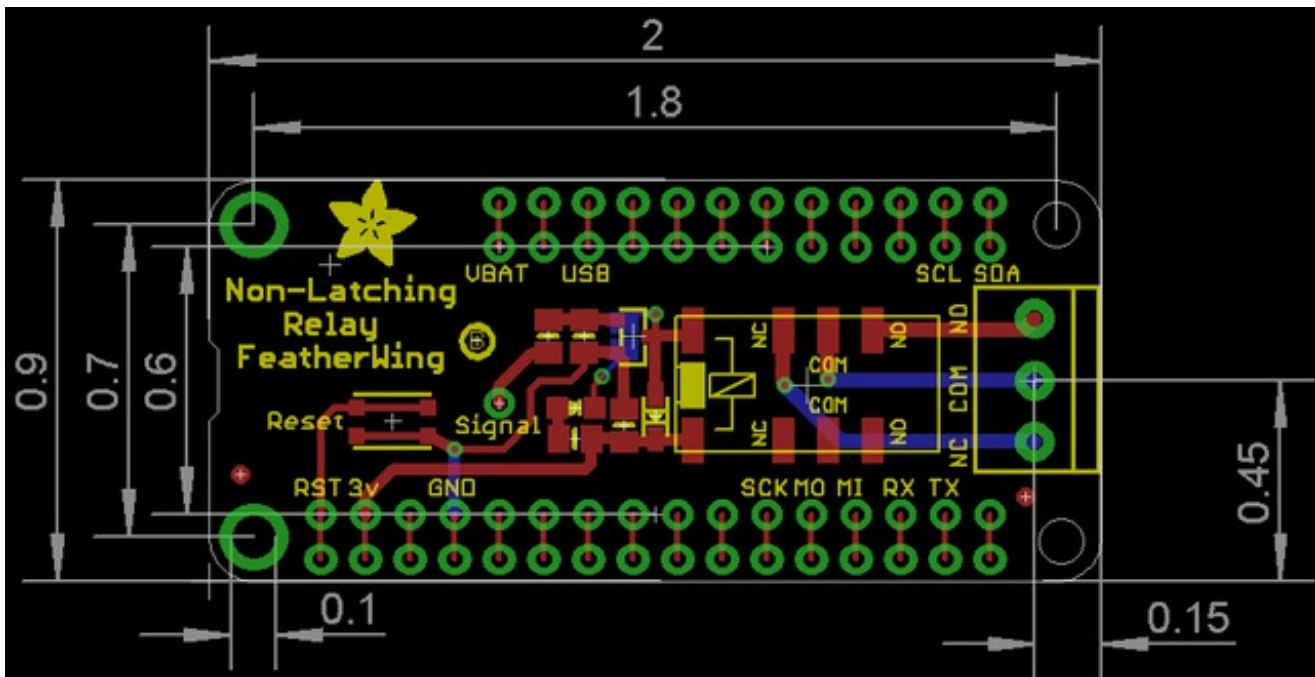 2
1.8
VBAT USB SCL SDA
Non-Latching
Relay
FeatherWing
0.9
0.7
0.6
NC
NO
NO
COM
COM
COM
Reset
Signal
NC
NO
NC
RST 3v GND SCK MO MI RX TX
0.45
0.1
0.15